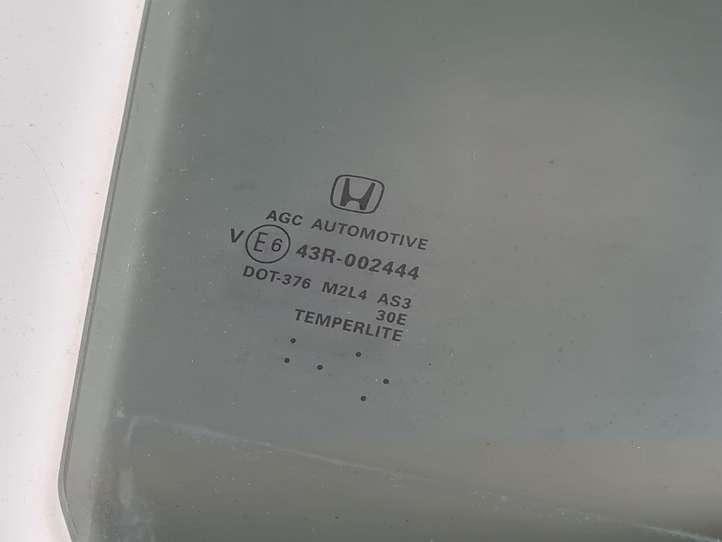 AGC AUTOMOTIVE
V E6 43R-002444
DOT-376 M2L4 AS3
30E
TEMPERLITE